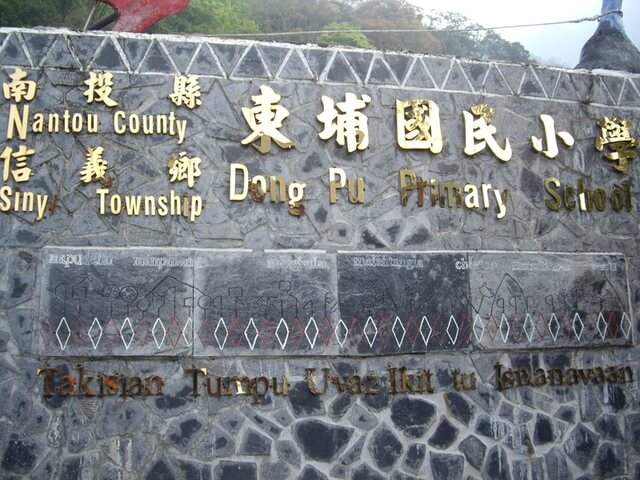 南投縣
Nantou County
信義鄉
Siny Township
東埔國民小學
Dong Pu Primary School
Takisian Tumpu Uvaz Ikit tu Isnanavaan